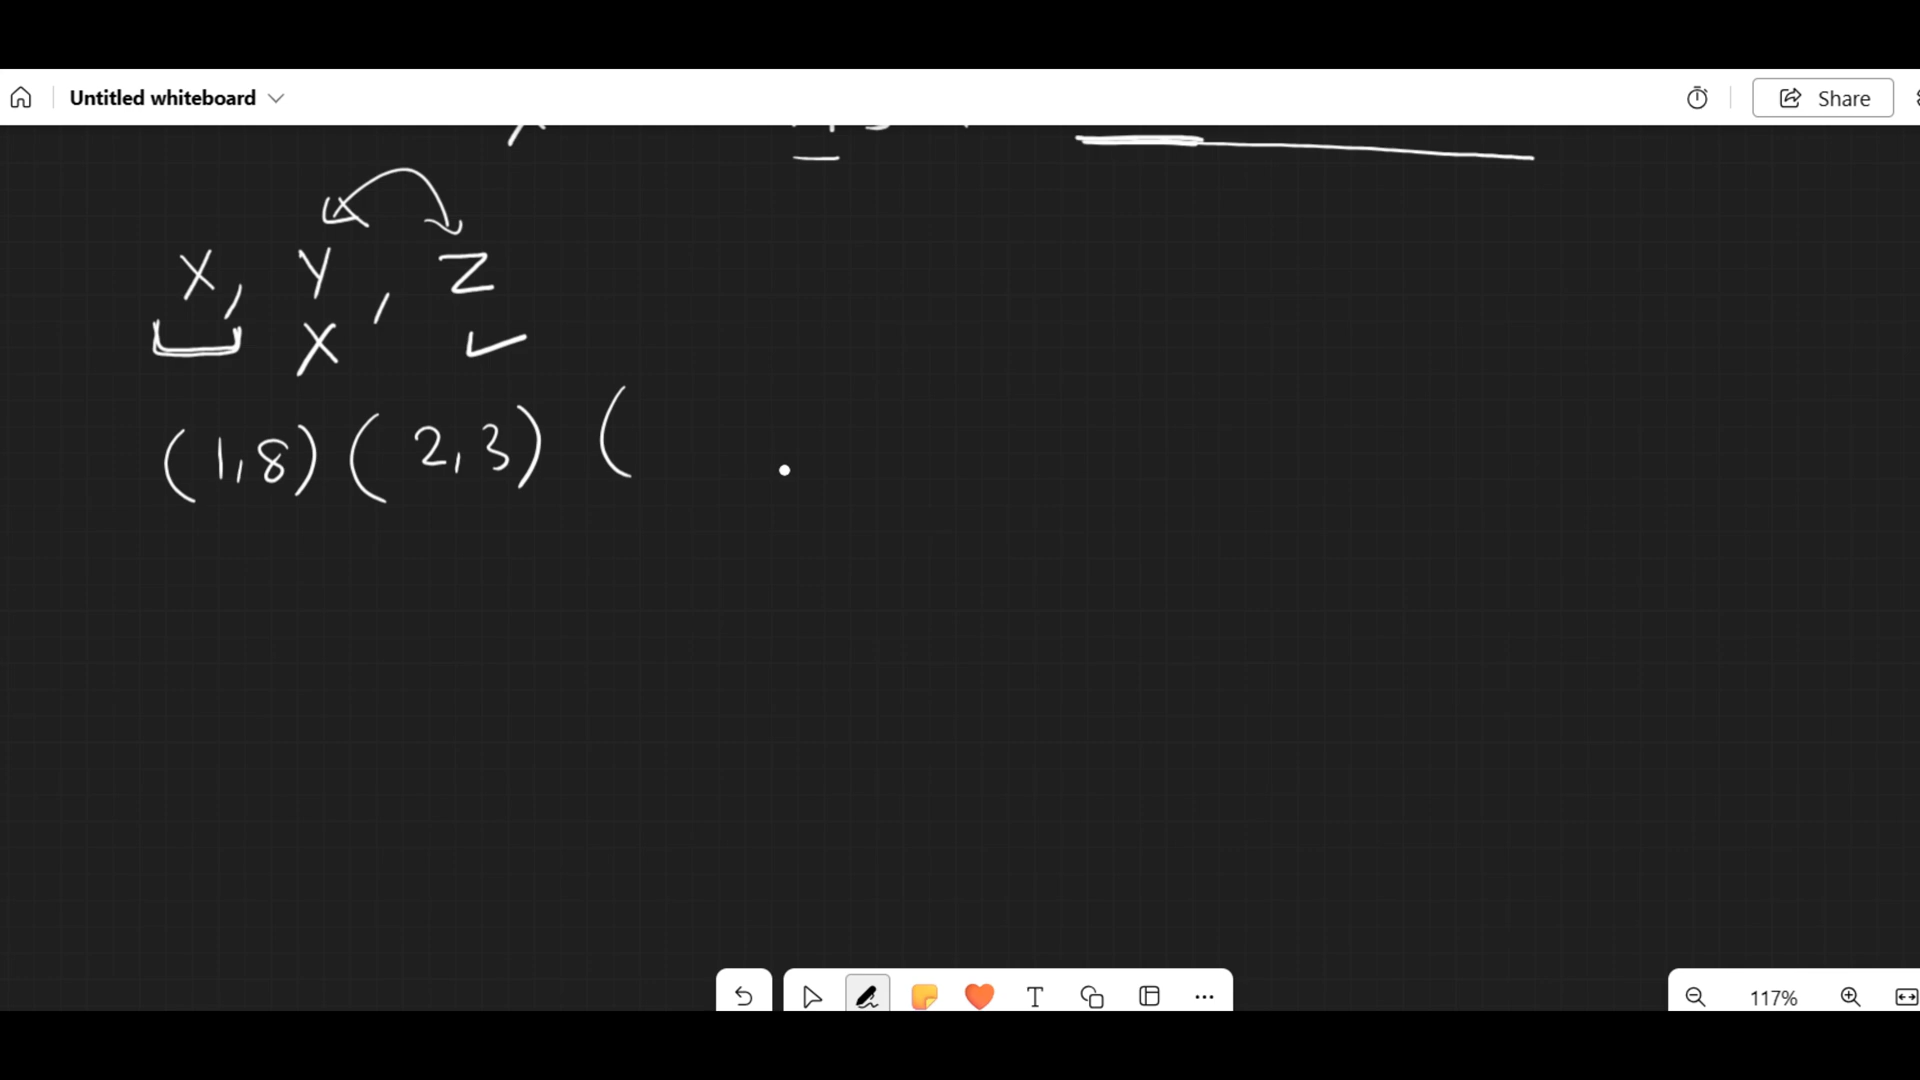 Untitled whiteboard
Share
X, Y, Z
X ✓
(1,8) (2,3) (
T
117%